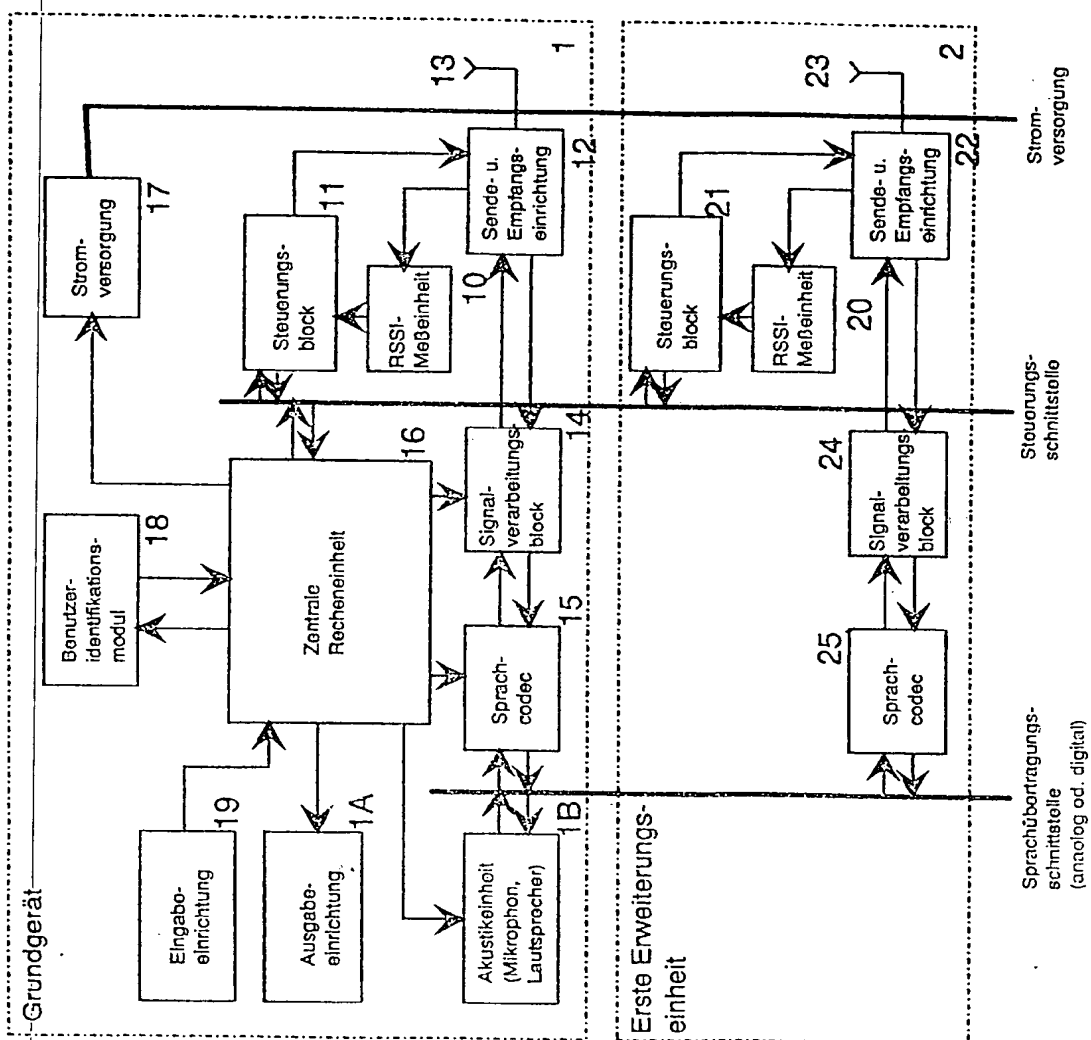 Grundgerät
Eingabe-
einrichtung
19
Ausgabe-
einrichtung
1A
Akustikeinheit
(Mikrophon,
Lautsprecher)
1B
Benutzer-
identifikations-
modul
18
Zentrale
Recheneinheit
16
Sprach-
codec
15
Signal-
verarbeitungs-
block
14
Strom-
versorgung
17
Steuerungs-
block
11
RSSI-
Meßeinheit
10
Sende- u.
Empfangs-
einrichtung
12
13
1
Erste Erweiterungs-
einheit
Sprach-
codec
25
Signal-
verarbeitungs-
block
24
Steuerungs-
block
21
RSSI-
Meßeinheit
20
Sende- u.
Empfangs-
einrichtung
22
23
2
Sprachübertragungs-
schnittstelle
(anaolog od. digital)
Steuerungs-
schnittstelle
Strom-
versorgung